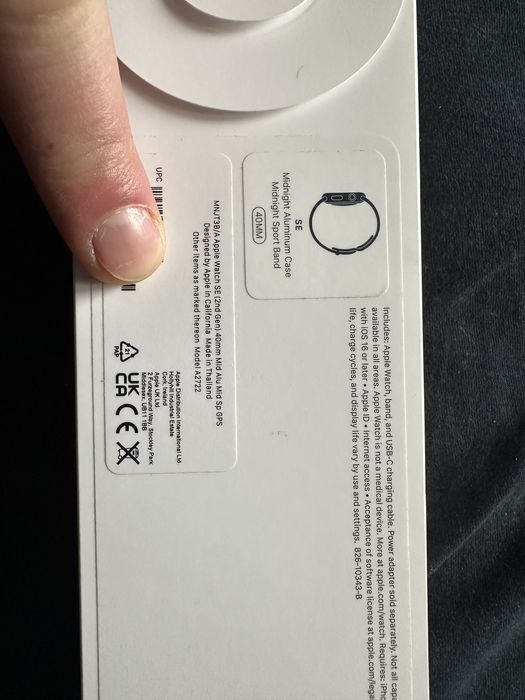 SE
Midnight Aluminum Case
Midnight Sport Band
40MM
Includes: Apple Watch, band, and USB-C charging cable. Power adapter sold separately. Not all cap
available in all areas. Apple Watch is not a medical device. More at apple.com/watch. Requires: iPho
with iOS 16 or later • Apple ID • Internet access • Acceptance of software license at apple.com/lega
life, charge cycles, and display life vary by use and settings. 826-10343-B
MNJT3B/A Apple Watch SE (2nd Gen) 40mm Mid Alu Mid Sp GPS
Designed by Apple in California Made in Thailand
Other items as marked thereon Model A2722
UPC
Apple Distribution International Ltd
Hollyhill Industrial Estate
Cork, Ireland
Apple UK Ltd.
2 Furzeground Way, Stockley Park
Middlesex, UB11 1BB
21
PAP
UK
CA
CE